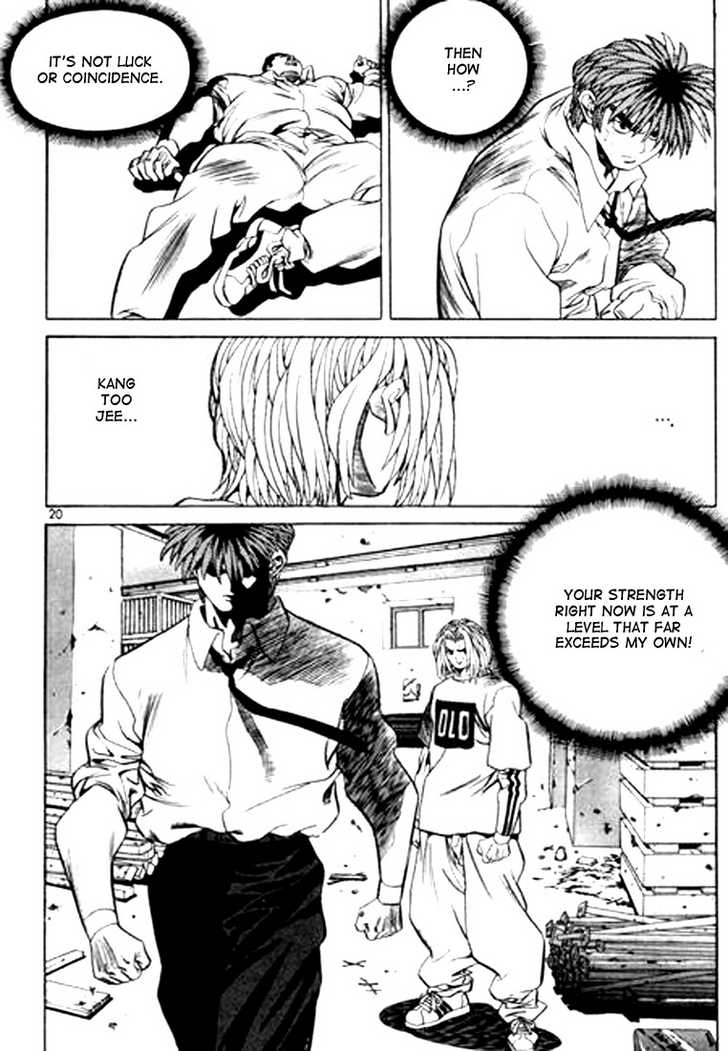 IT'S NOT LUCK
OR COINCIDENCE.
THEN
HOW
...?
KANG
TOO
JEE...
...
20
YOUR STRENGTH
RIGHT NOW IS AT A
LEVEL THAT FAR
EXCEEDS MY OWN!
OLO